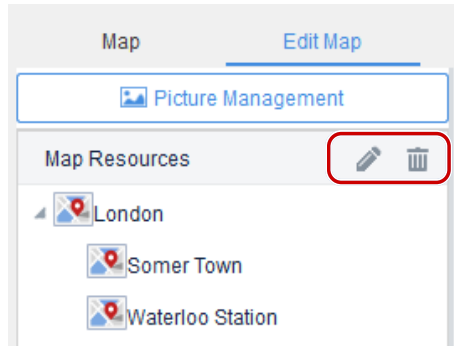 Map Edit Map
Picture Management
Map Resources
London
Somer Town
Waterloo Station